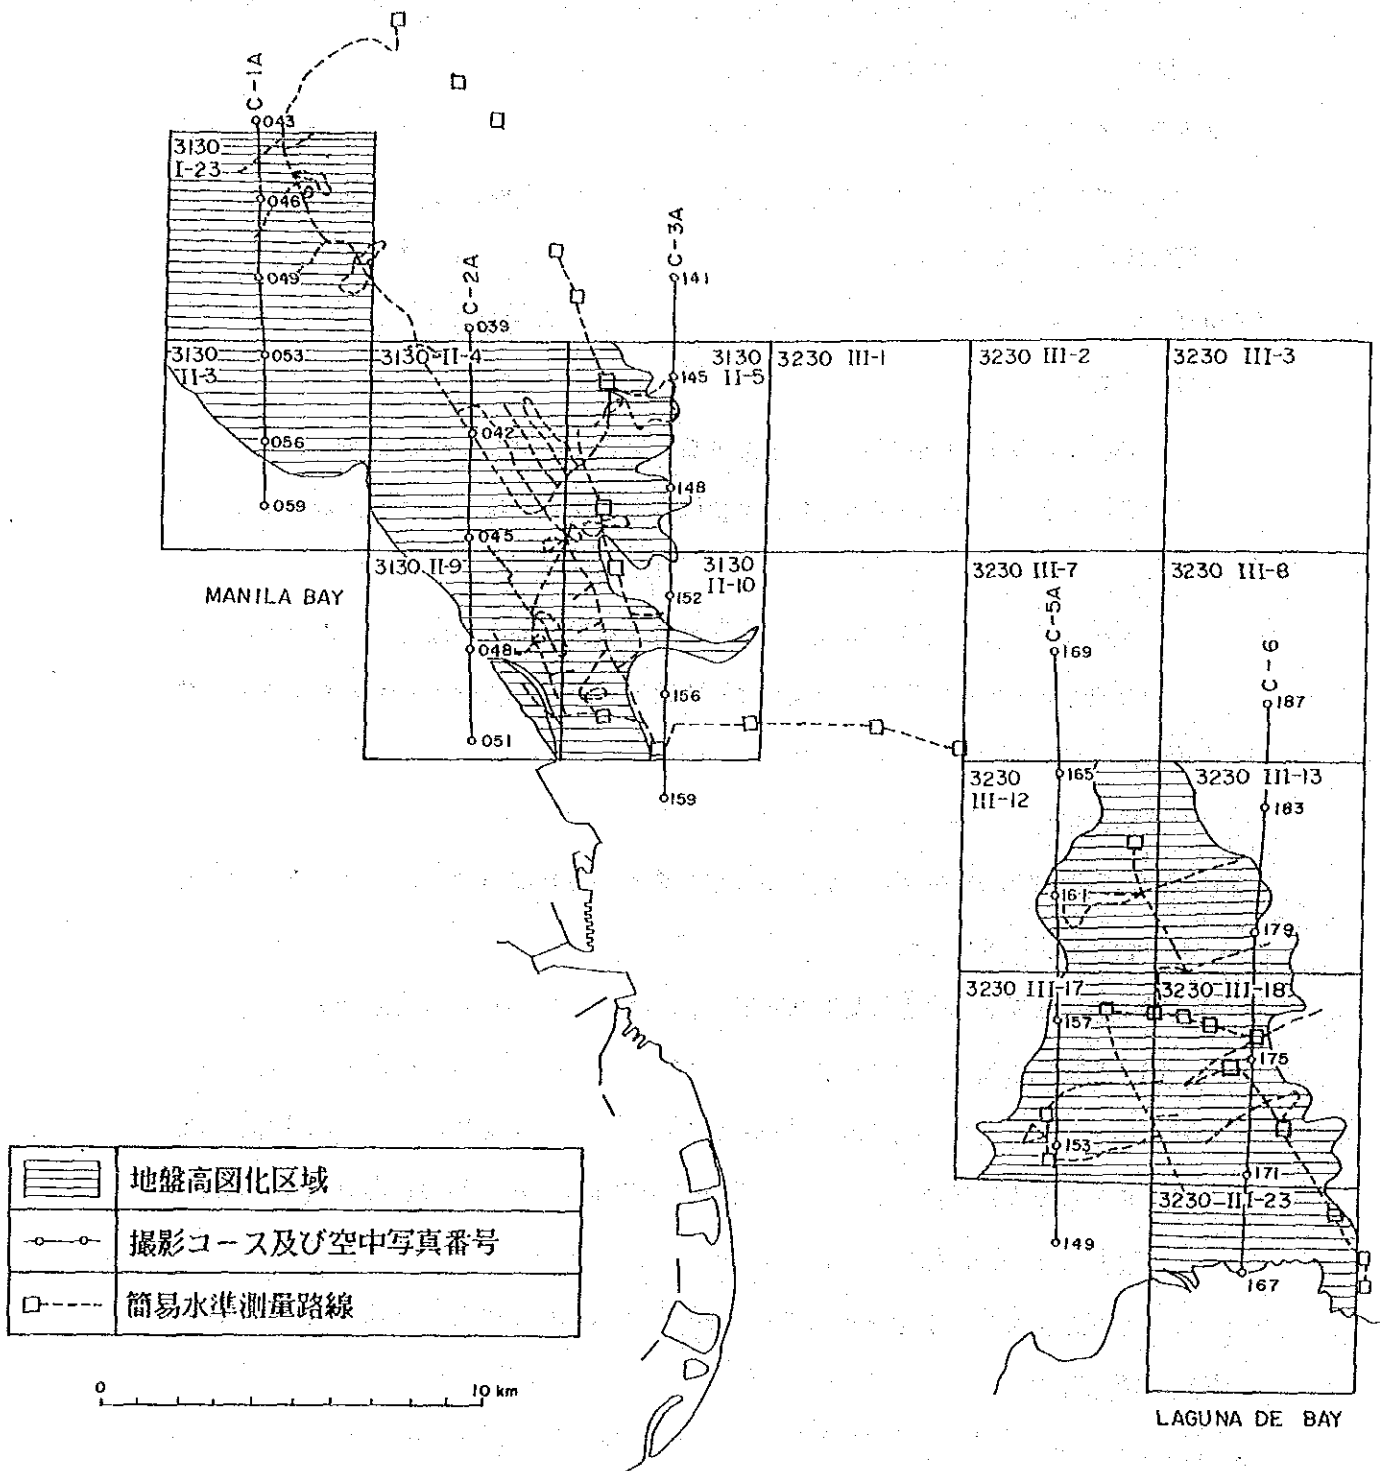 C-1A
043
3130
I-23
046
049
C-2A
039
C-3A
141
3130
II-3
053
3130-II-4
3130
II-5
145
3230 III-1
3230 III-2
3230 III-3
056
042
059
148
045
MANILA BAY
3130 II-9
3130
II-10
152
3230 III-7
3230 III-8
C-5A
169
C-6
187
048
156
051
159
3230
III-12
165
3230 III-13
183
161
179
3230 III-17
157
3230-III-18
175
153
171
3230-III-23
149
167
地盤高図化区域
撮影コース及び空中写真番号
簡易水準測量路線
0
10 km
LAGUNA DE BAY